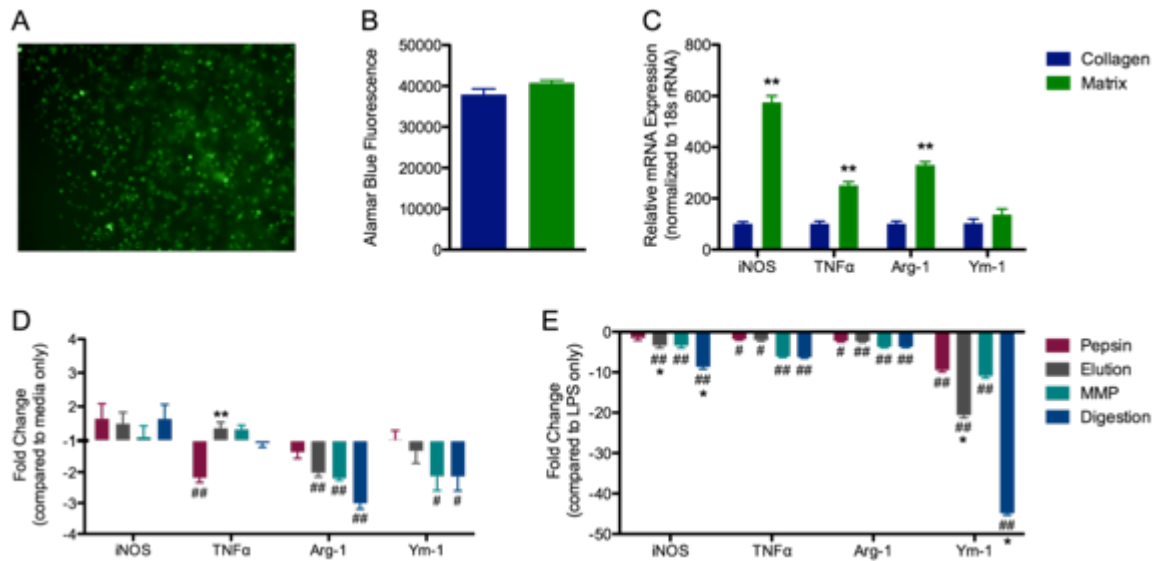 A
B
Alamar Blue Fluorescence
50000
40000
30000
20000
10000
0
C
Relative mRNA Expression
(normalized to 18s rRNA)
800
600
400
200
0
**
**
**
iNOS
TNFα
Arg-1
Ym-1
Collagen
Matrix
D
Fold Change
(compared to media only)
4
2
-1
-2
-3
-4
**
##
##
##
##
#
#
iNOS
TNFα
Arg-1
Ym-1
E
Fold Change
(compared to LPS only)
0
-10
-20
-30
-40
-50
##
*
##
##
*
#
#
##
##
#
##
##
##
##
##
*
##
##
*
iNOS
TNFα
Arg-1
Ym-1
Pepsin
Elution
MMP
Digestion